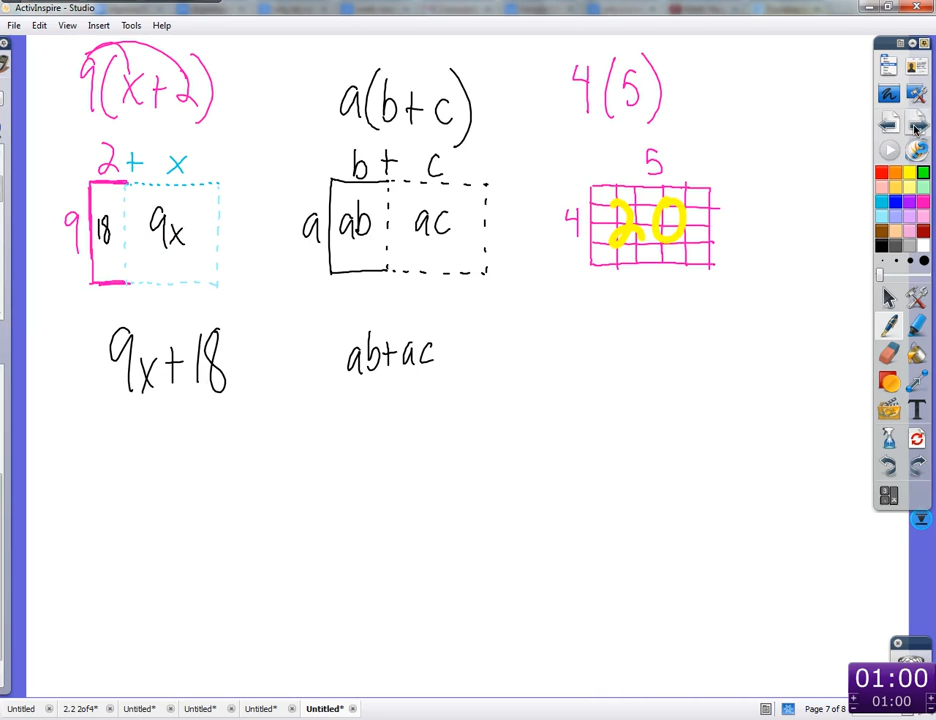 ActivInspire - Studio
File Edit View Insert Tools Help
9(x+2)
a(b+c)
4(5)
2+ x
b+ c
5
9
18
9x
a
ab
ac
4
20
9x+18
ab+ac
01:00
01:00
Untitled
2.2 2of4*
Untitled*
Untitled*
Untitled*
Untitled*
Page 7 of 8